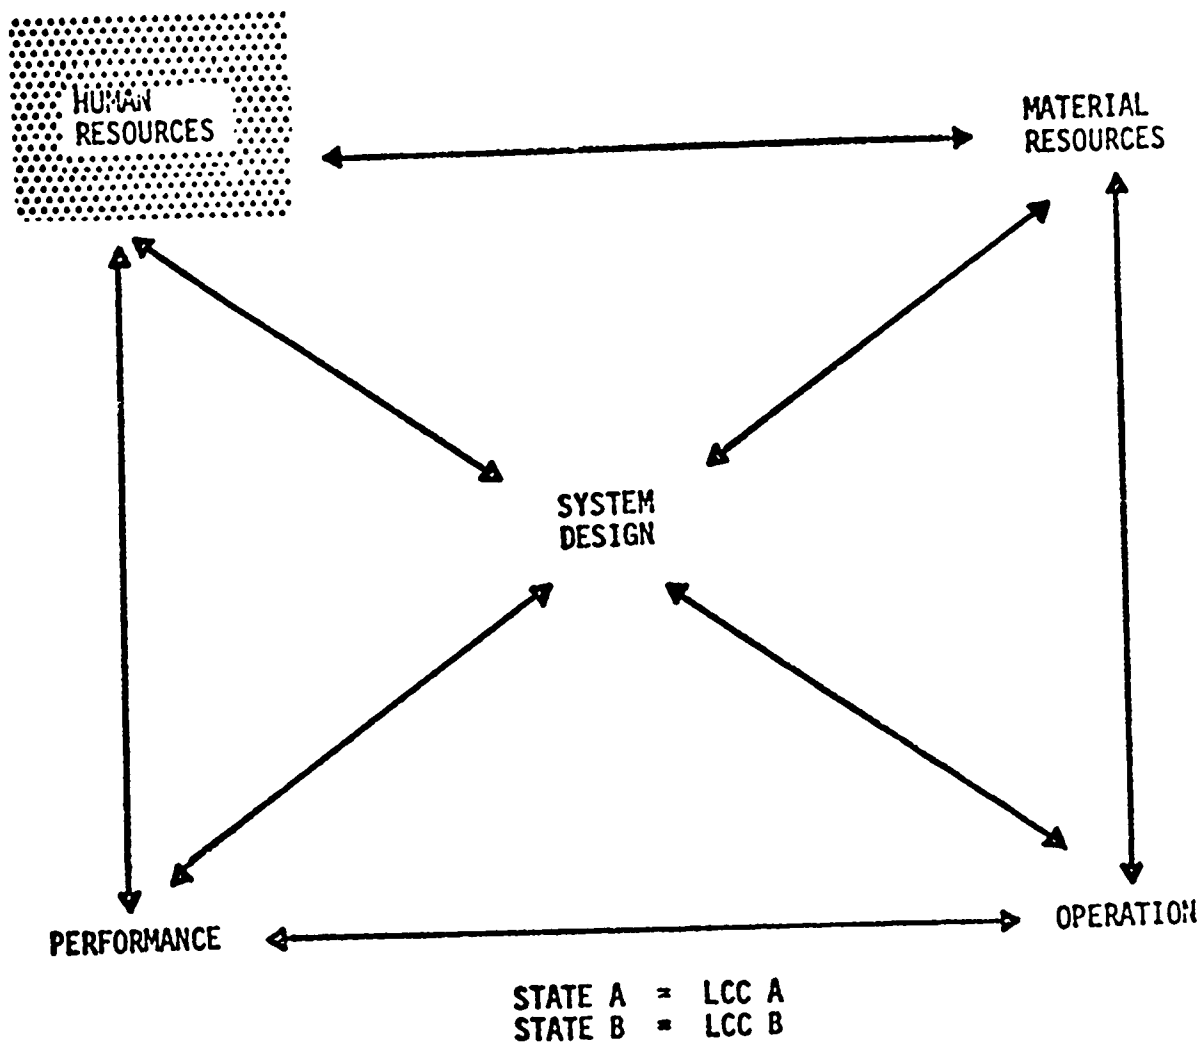 HUMAN
RESOURCES
MATERIAL
RESOURCES
SYSTEM
DESIGN
PERFORMANCE
OPERATION
STATE A = LCC A
STATE B = LCC B